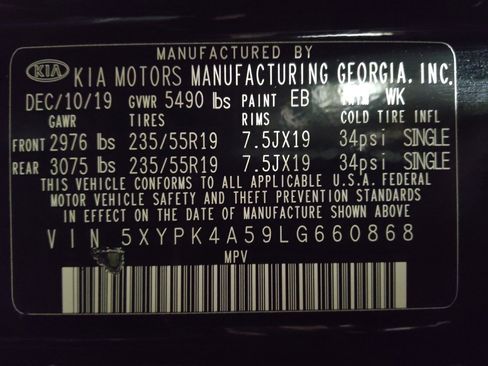 MANUFACTURED BY
KIA KIA MOTORS MANUFACTURING GEORGIA, INC.
DEC/10/19 GVWR 5490 lbs PAINT EB TRIM WK
GAWR TIRES RIMS COLD TIRE INFL
FRONT 2976 lbs 235/55R19 7.5JX19 34psi SINGLE
REAR 3075 lbs 235/55R19 7.5JX19 34psi SINGLE
THIS VEHICLE CONFORMS TO ALL APPLICABLE U.S.A. FEDERAL
MOTOR VEHICLE SAFETY AND THEFT PREVENTION STANDARDS
IN EFFECT ON THE DATE OF MANUFACTURE SHOWN ABOVE
VIN 5XYPK4A59LG660868
MPV